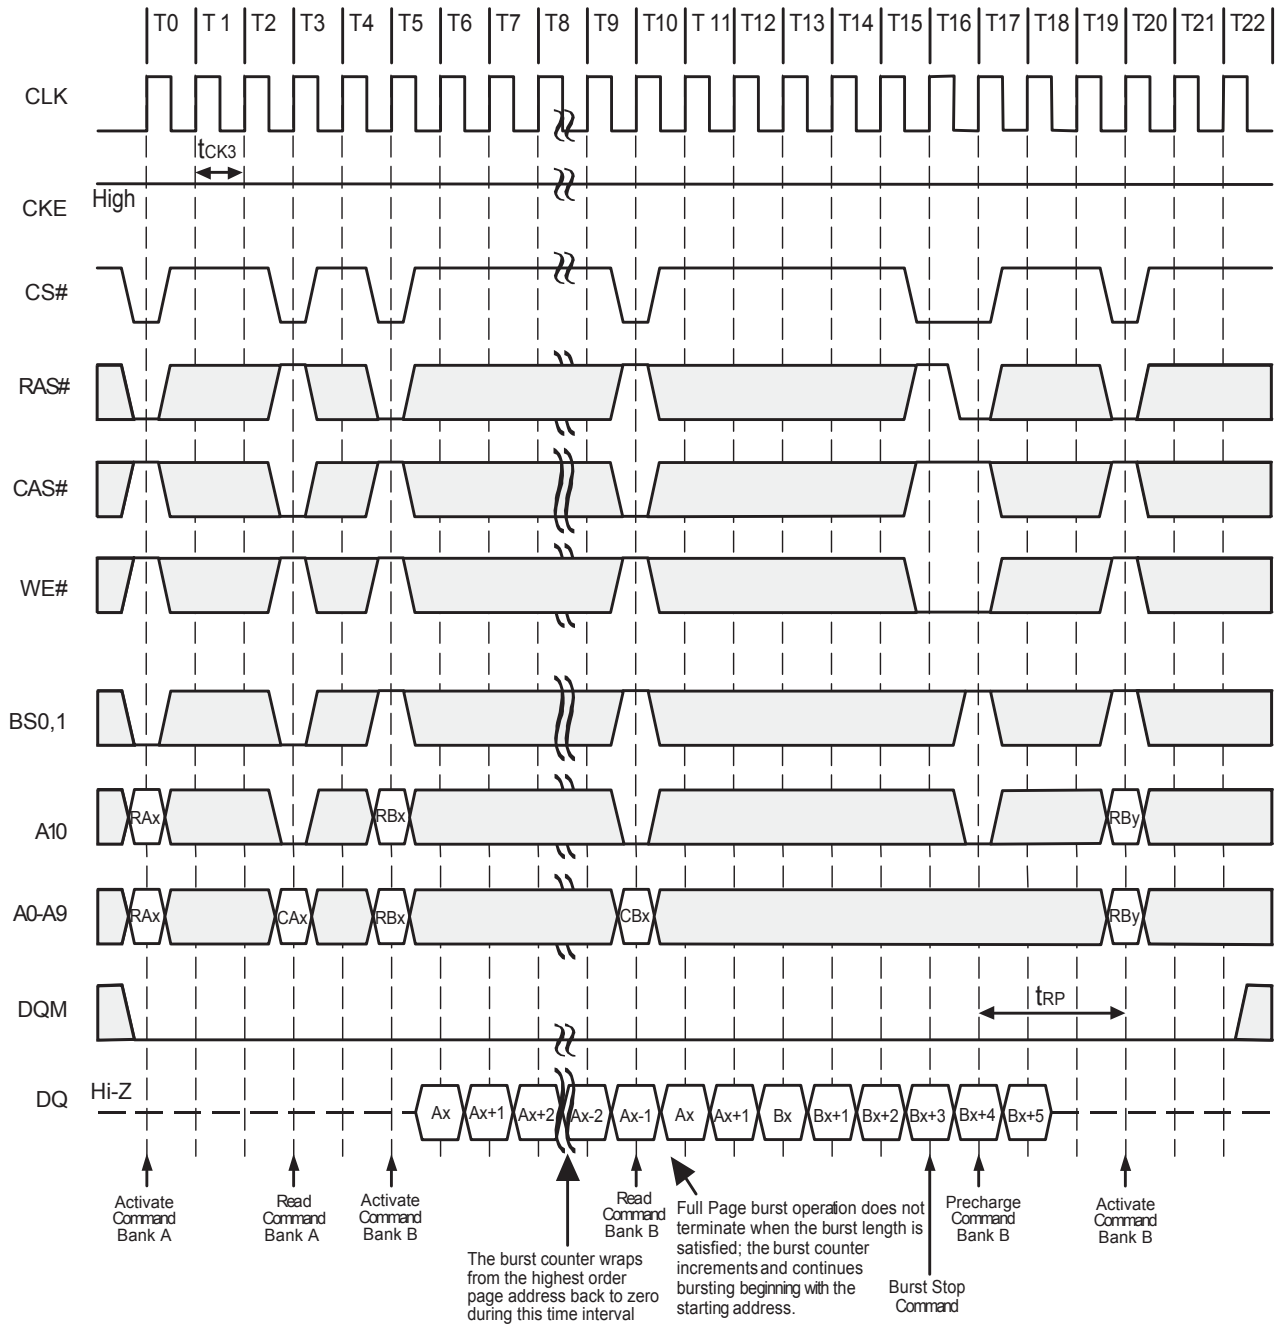 T0 T 1 T2 T3 T4 T5 T6 T7 T8 T9 T10 T 11 T12 T13 T14 T15 T16 T17 T18 T19 T20 T21 T22
CLK
tCK3
High
CKE
CS#
RAS#
CAS#
WE#
BS0,1
RAx RBx RBy
A10
A0-A9 RAx CAx RBx CBx RBy
DQM
tRP
Hi-Z
DQ
Ax Ax+1 Ax+2 Ax-2 Ax-1 Ax Ax+1 Bx Bx+1 Bx+2 Bx+3 Bx+4 Bx+5
Activate
Command
Bank A
Read
Command
Bank A
Activate
Command
Bank B
The burst counter wraps
from the highest order
page address back to zero
during this time interval
Read
Command
Bank B
Full Page burst operation does not
terminate when the burst length is
satisfied; the burst counter
increments and continues
bursting beginning with the
starting address.
Burst Stop
Command
Precharge
Command
Bank B
Activate
Command
Bank B